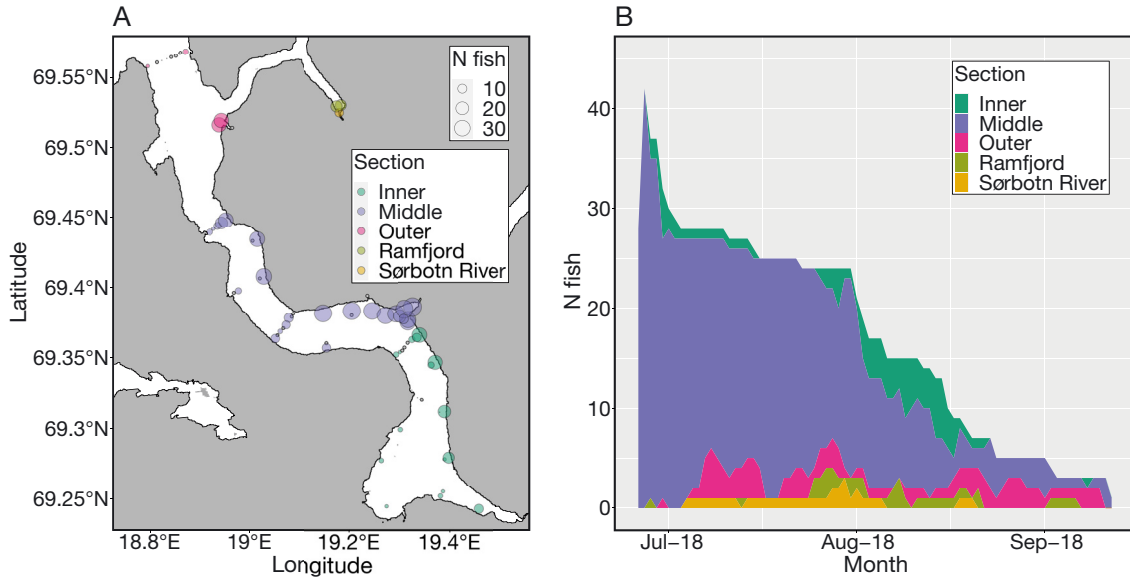 A
69.55°N
69.5°N
69.45°N
69.4°N
69.35°N
69.3°N
69.25°N
Latitude
18.8°E
19°E
19.2°E
19.4°E
Longitude
N fish
10
20
30
Section
Inner
Middle
Outer
Ramfjord
Sørbotn River
B
40
30
20
10
0
N fish
Jul–18
Aug–18
Sep–18
Month
Section
Inner
Middle
Outer
Ramfjord
Sørbotn River